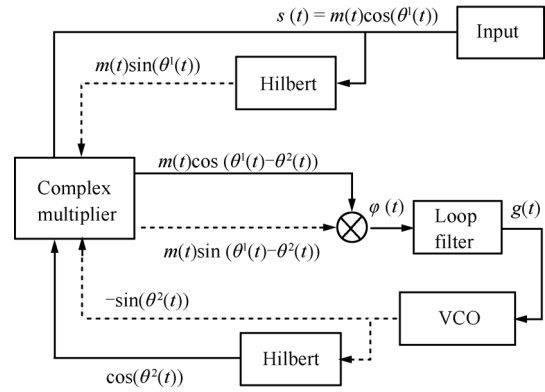 s (t) = m(t)cos(θ¹(t))
Input
m(t)sin(θ¹(t))
Hilbert
m(t)cos (θ¹(t)−θ²(t))
Complex
multiplier
φ (t)
Loop
filter
g(t)
m(t)sin (θ¹(t)−θ²(t))
−sin(θ²(t))
VCO
Hilbert
cos(θ²(t))